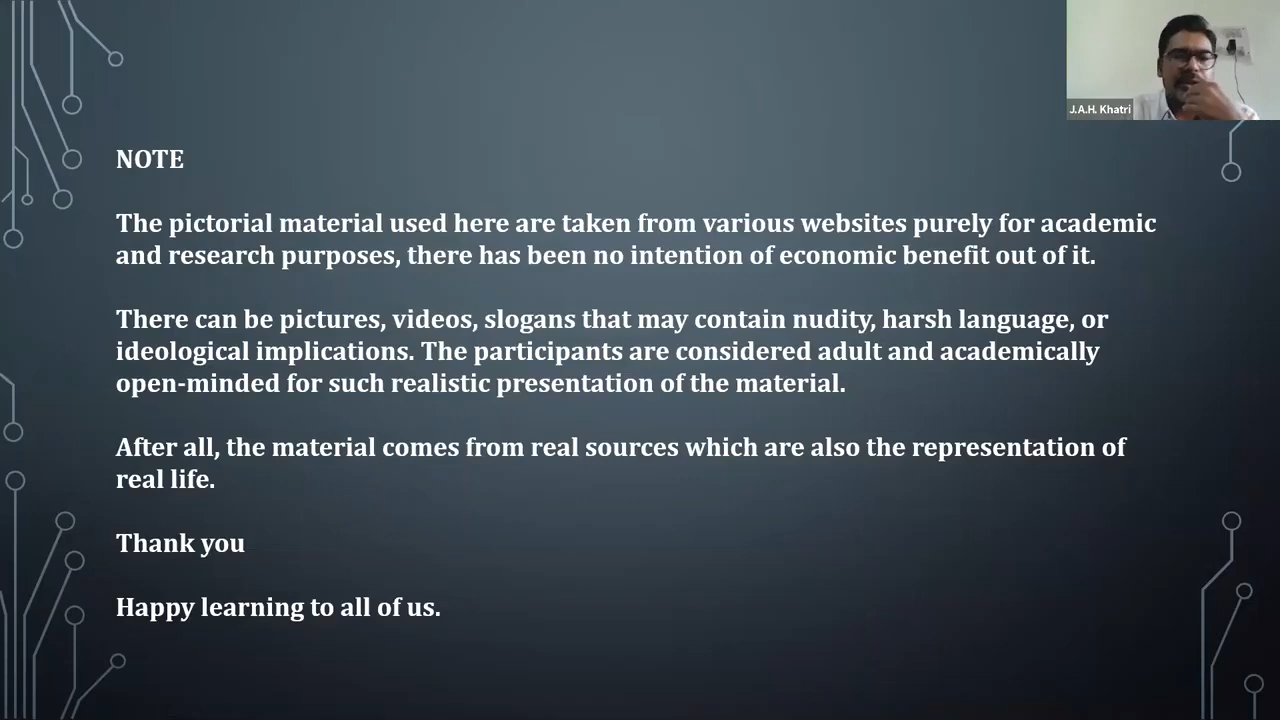 J.A.H. Khatri
NOTE
The pictorial material used here are taken from various websites purely for academic
and research purposes, there has been no intention of economic benefit out of it.
There can be pictures, videos, slogans that may contain nudity, harsh language, or
ideological implications. The participants are considered adult and academically
open-minded for such realistic presentation of the material.
After all, the material comes from real sources which are also the representation of
real life.
Thank you
Happy learning to all of us.